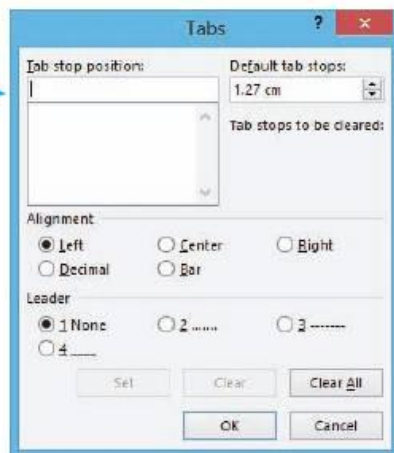 Tabs ?
Tab stop position: Default tab stops:
1.27 cm
Tab stops to be cleared:
Alignment
Left Center Right
Decimal Bar
Leader
1 None 2 ....... 3 -------
4 ____
Set Clear Clear All
OK Cancel